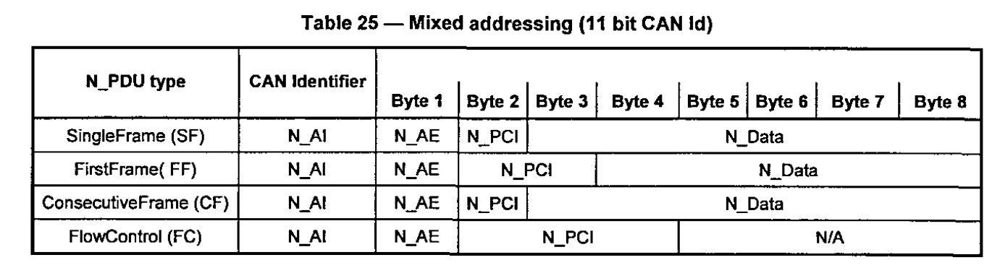 Table 25 — Mixed addressing (11 bit CAN Id)
N_PDU type CAN Identifier
Byte 1 Byte 2 Byte 3 Byte 4 Byte 5 Byte 6 Byte 7 Byte 8
SingleFrame (SF) N_AI N_AE N_PCI N_Data
FirstFrame( FF) N_AI N_AE N_PCI N_Data
ConsecutiveFrame (CF) N_AI N_AE N_PCI N_Data
FlowControl (FC) N_AI N_AE N_PCI N/A